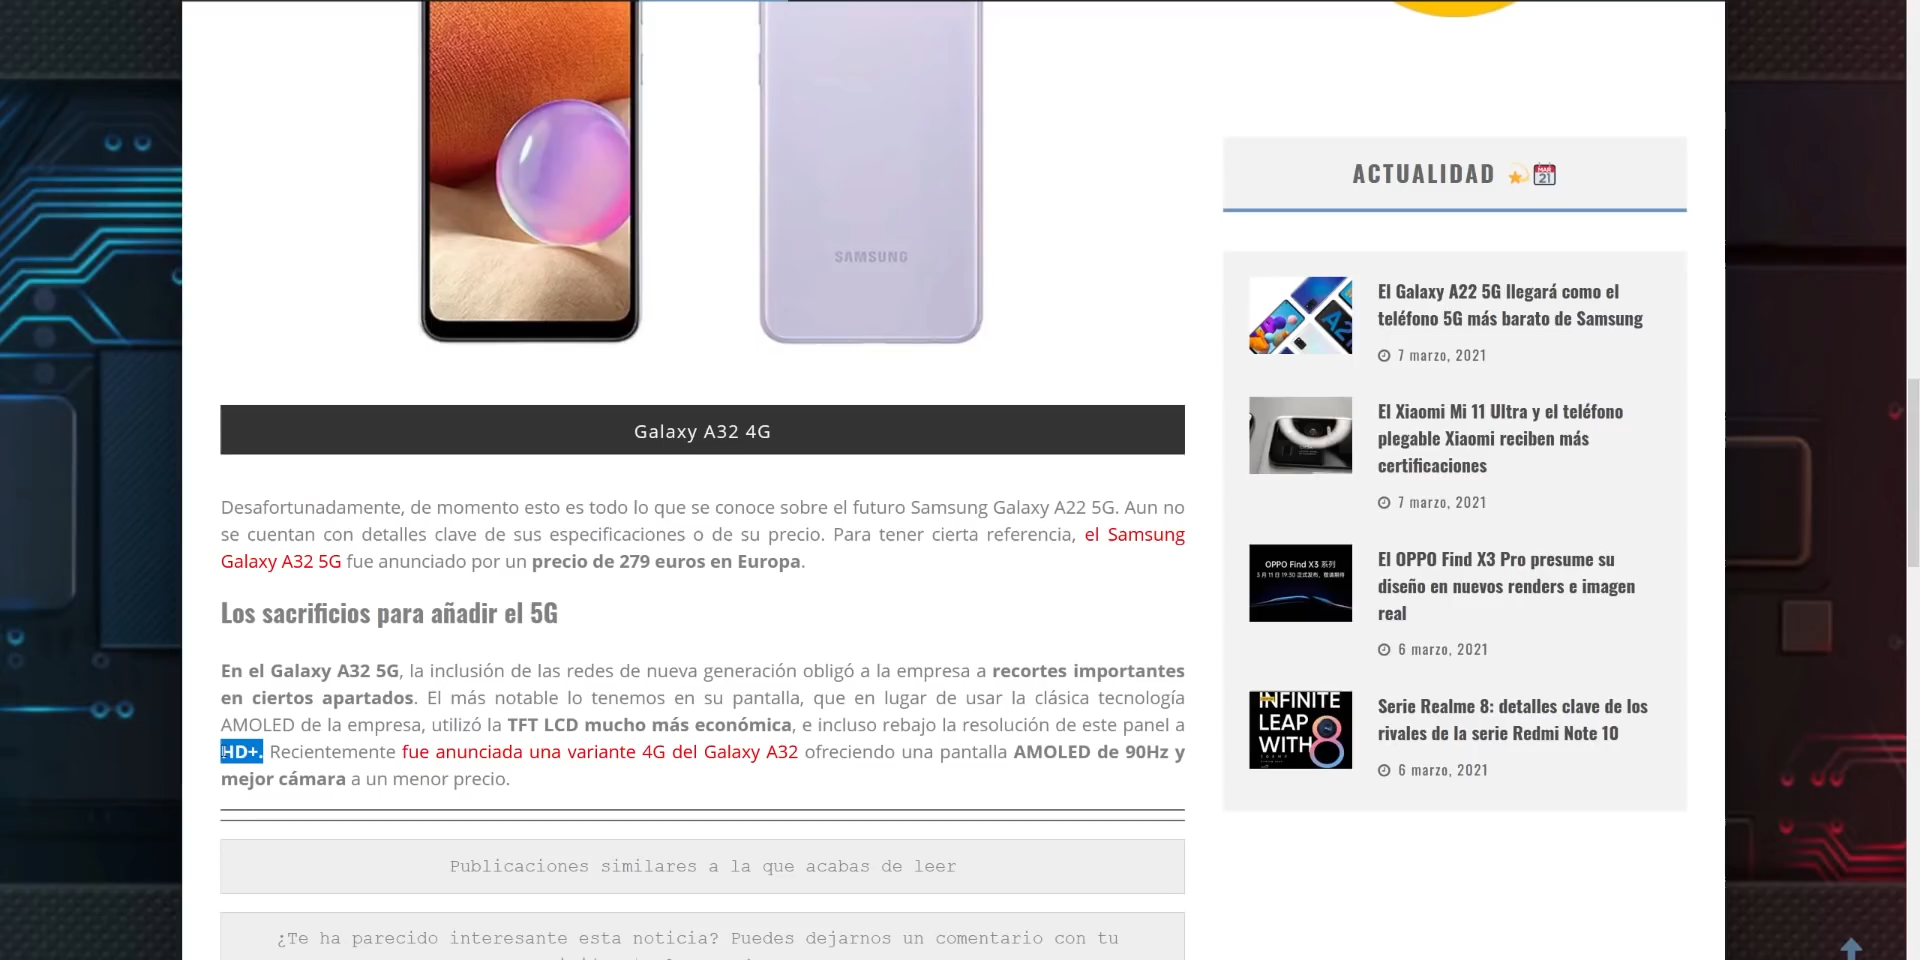 SAMSUNG
Galaxy A32 4G
Desafortunadamente, de momento esto es todo lo que se conoce sobre el futuro Samsung Galaxy A22 5G. Aun no
se cuentan con detalles clave de sus especificaciones o de su precio. Para tener cierta referencia, el Samsung
Galaxy A32 5G fue anunciado por un precio de 279 euros en Europa.
Los sacrificios para añadir el 5G
En el Galaxy A32 5G, la inclusión de las redes de nueva generación obligó a la empresa a recortes importantes
en ciertos apartados. El más notable lo tenemos en su pantalla, que en lugar de usar la clásica tecnología
AMOLED de la empresa, utilizó la TFT LCD mucho más económica, e incluso rebajo la resolución de este panel a
HD+. Recientemente fue anunciada una variante 4G del Galaxy A32 ofreciendo una pantalla AMOLED de 90Hz y
mejor cámara a un menor precio.
Publicaciones similares a la que acabas de leer
¿Te ha parecido interesante esta noticia? Puedes dejarnos un comentario con tu
ACTUALIDAD
El Galaxy A22 5G llegará como el
teléfono 5G más barato de Samsung
7 marzo, 2021
El Xiaomi Mi 11 Ultra y el teléfono
plegable Xiaomi reciben más
certificaciones
7 marzo, 2021
OPPO Find X3 系列
El OPPO Find X3 Pro presume su
diseño en nuevos renders e imagen
real
6 marzo, 2021
INFINITE
LEAP
WITH 8
Serie Realme 8: detalles clave de los
rivales de la serie Redmi Note 10
6 marzo, 2021